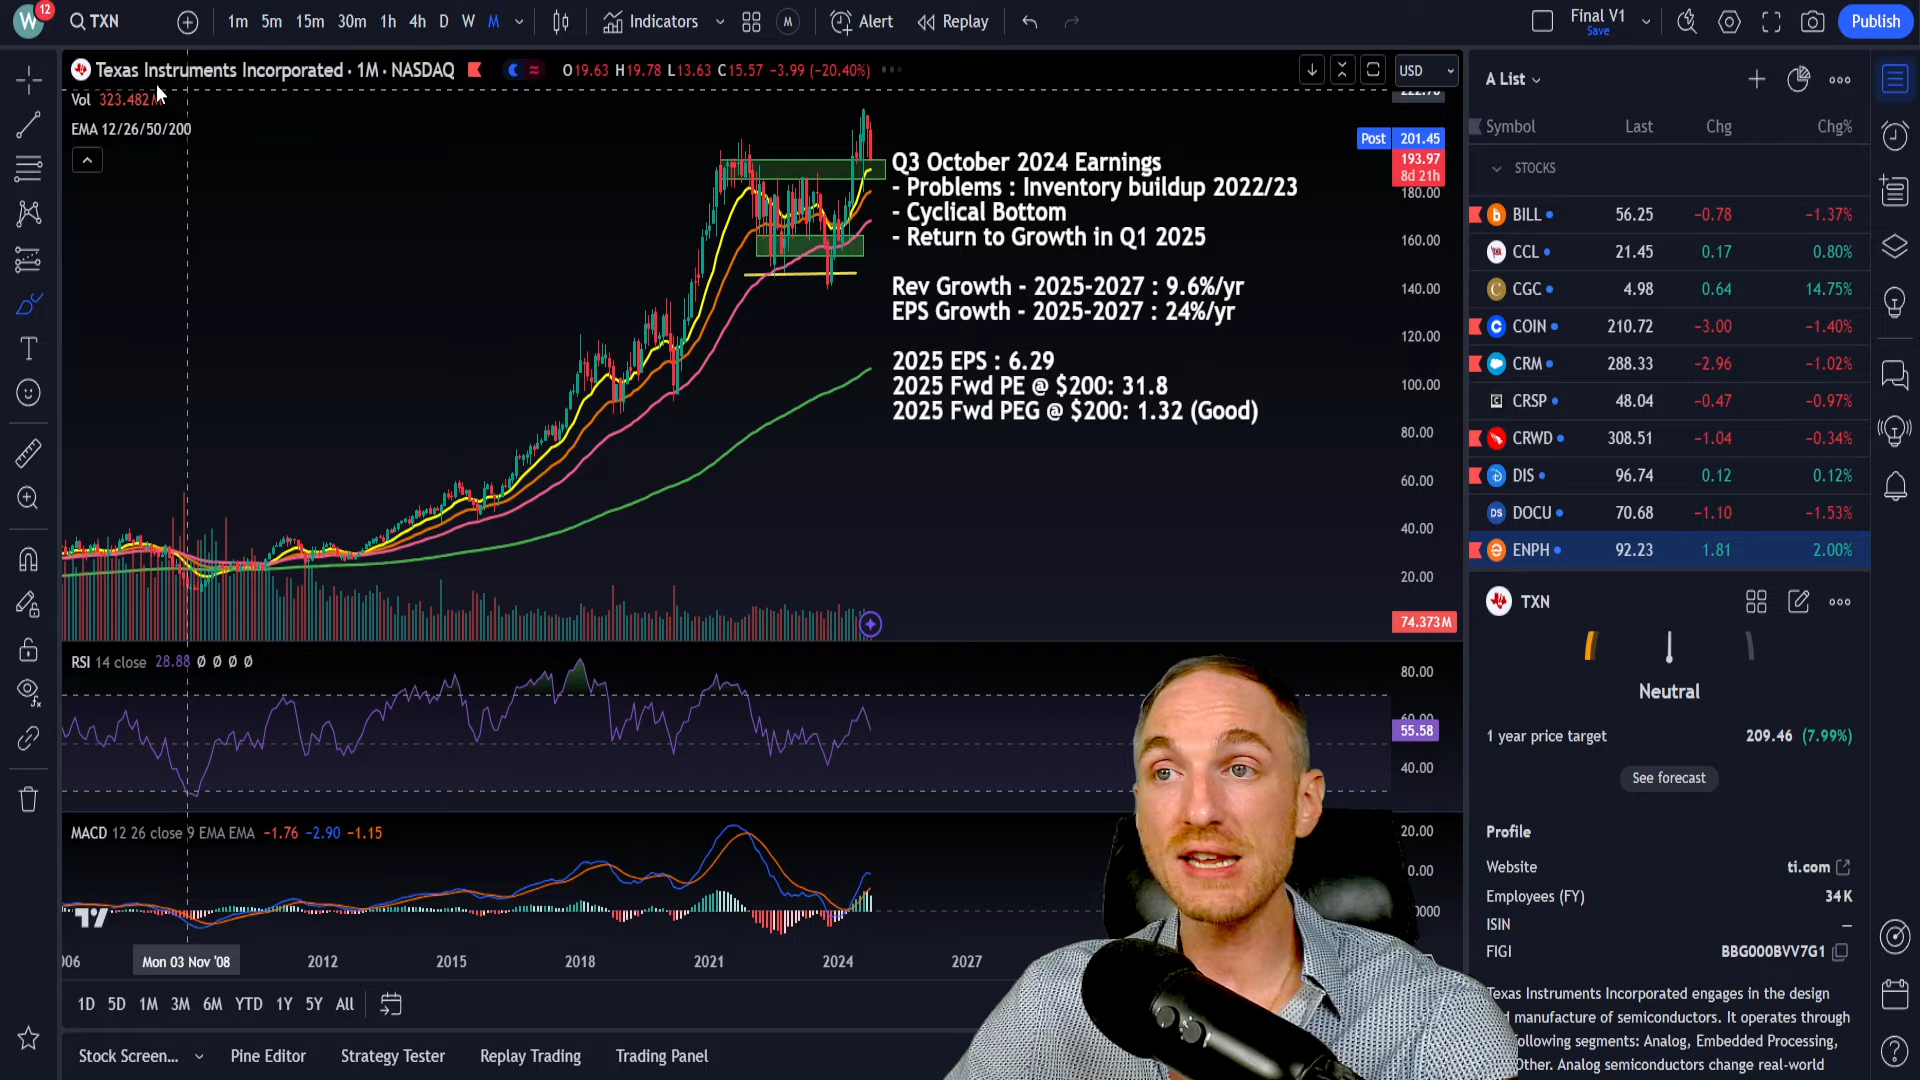 W 12 TXN 1m 5m 15m 30m 1h 4h D W M Indicators M Alert Replay Final V1 Save Publish
Texas Instruments Incorporated · 1M · NASDAQ O19.63 H19.78 L13.63 C15.57 −3.99 (−20.40%) USD
Vol 323.482M
EMA 12/26/50/200
222.78
Post 201.45
193.97
8d 21h
180.00
160.00
140.00
120.00
100.00
80.00
60.00
40.00
20.00
74.373M
Q3 October 2024 Earnings
- Problems : Inventory buildup 2022/23
- Cyclical Bottom
- Return to Growth in Q1 2025
Rev Growth - 2025-2027 : 9.6%/yr
EPS Growth - 2025-2027 : 24%/yr
2025 EPS : 6.29
2025 Fwd PE @ $200: 31.8
2025 Fwd PEG @ $200: 1.32 (Good)
RSI 14 close 28.88 Ø Ø Ø Ø
80.00
60.00
55.58
40.00
MACD 12 26 close 9 EMA EMA −1.76 −2.90 −1.15
20.00
0.00
0000
006 Mon 03 Nov '08 2012 2015 2018 2021 2024 2027
1D 5D 1M 3M 6M YTD 1Y 5Y All
Stock Screen... Pine Editor Strategy Tester Replay Trading Trading Panel
A List
Symbol Last Chg Chg%
STOCKS
BILL 56.25 −0.78 −1.37%
CCL 21.45 0.17 0.80%
CGC 4.98 0.64 14.75%
COIN 210.72 −3.00 −1.40%
CRM 288.33 −2.96 −1.02%
CRSP 48.04 −0.47 −0.97%
CRWD 308.51 −1.04 −0.34%
DIS 96.74 0.12 0.12%
DS DOCU 70.68 −1.10 −1.53%
ENPH 92.23 1.81 2.00%
TXN
Neutral
1 year price target 209.46 (7.99%)
See forecast
Profile
Website ti.com
Employees (FY) 34K
ISIN —
FIGI BBG000BVV7G1
Texas Instruments Incorporated engages in the design
d manufacture of semiconductors. It operates through
following segments: Analog, Embedded Processing,
Other. Analog semiconductors change real-world